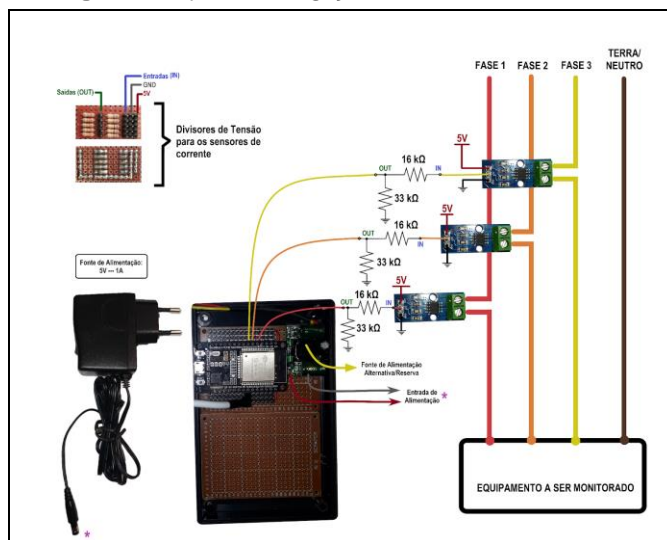 Entradas (IN)
GND
5V
Saídas (OUT)
Divisores de Tensão
para os sensores de
corrente
FASE 1
FASE 2
FASE 3
TERRA/
NEUTRO
5V
OUT
16 kΩ
IN
33 kΩ
5V
OUT
16 kΩ
IN
33 kΩ
5V
OUT
16 kΩ
IN
33 kΩ
Fonte de Alimentação:
5V --- 1A
Fonte de Alimentação
Alternativa/Reserva
Entrada de
Alimentação *
*
EQUIPAMENTO A SER MONITORADO